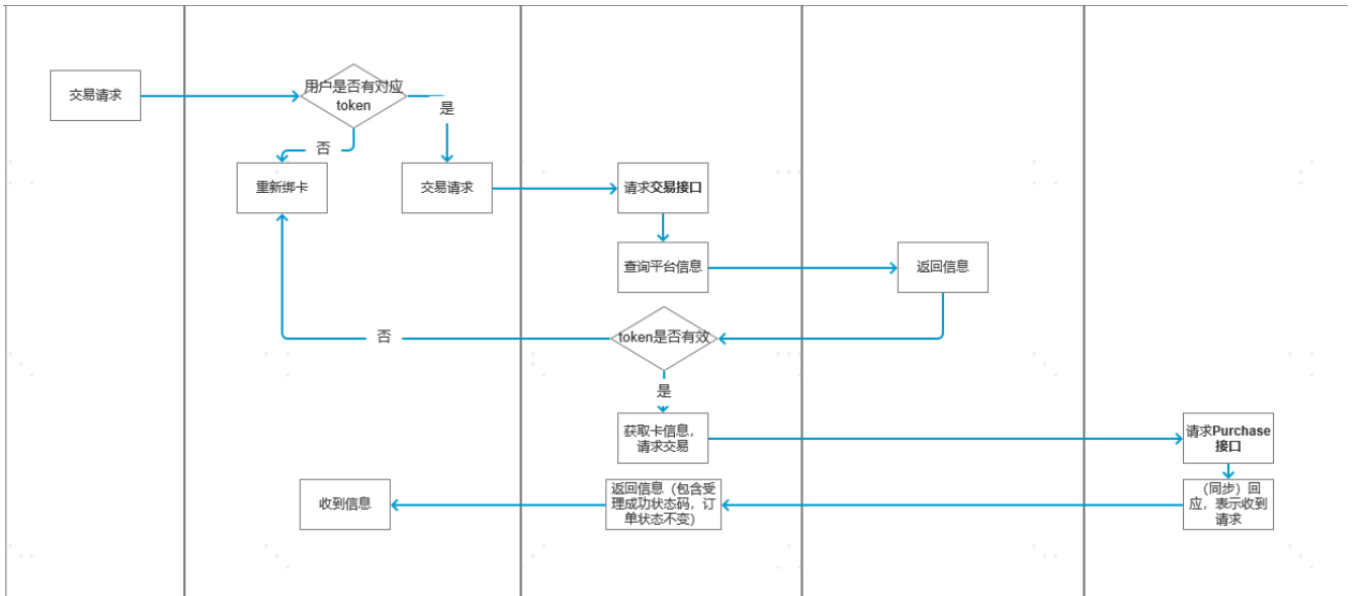 交易请求
用户是否有对应
token
是
否
重新绑卡
交易请求
请求交易接口
查询平台信息
返回信息
token是否有效
否
是
获取卡信息，
请求交易
请求Purchase
接口
收到信息
返回信息（包含受
理成功状态码，订
单状态不变）
（同步）回
应，表示收到
请求